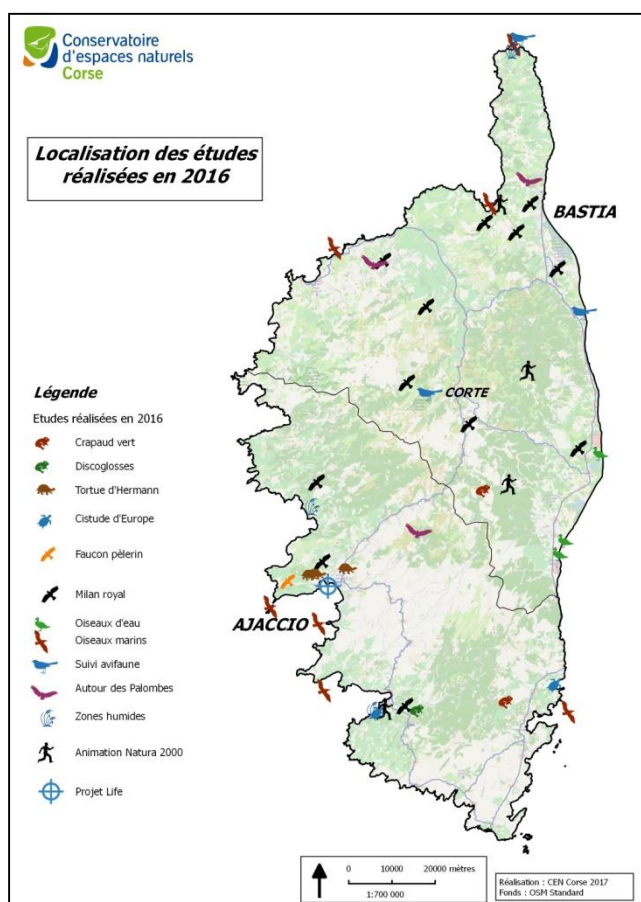 Conservatoire
d'espaces naturels
Corse
Localisation des études
réalisées en 2016
BASTIA
CORTE
AJACCIO
Légende
Etudes réalisées en 2016
Crapaud vert
Discoglosses
Tortue d'Hermann
Cistude d'Europe
Faucon pèlerin
Milan royal
Oiseaux d'eau
Oiseaux marins
Suivi avifaune
Autour des Palombes
Zones humides
Animation Natura 2000
Projet Life
0 10000 20000 mètres
1:700 000
Réalisation : CEN Corse 2017
Fonds : OSM Standard